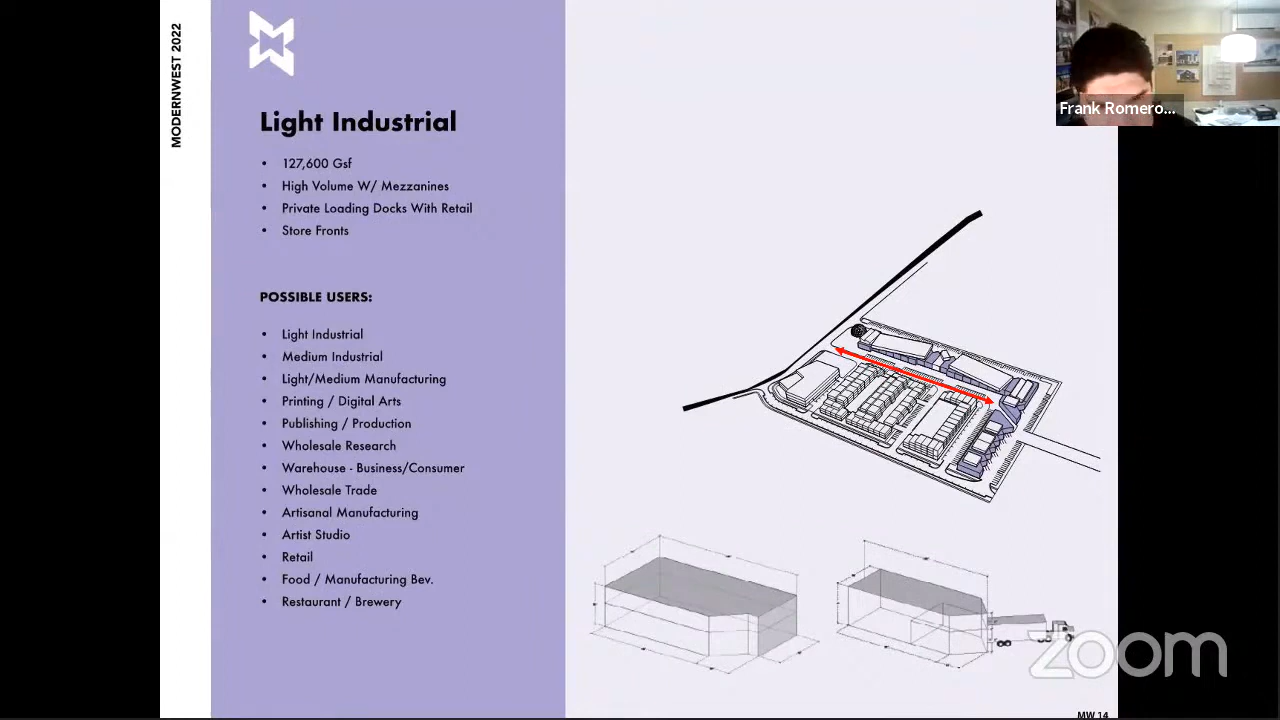 MODERNWEST 2022
Light Industrial
• 127,600 Gsf
• High Volume W/ Mezzanines
• Private Loading Docks With Retail
• Store Fronts
POSSIBLE USERS:
• Light Industrial
• Medium Industrial
• Light/Medium Manufacturing
• Printing / Digital Arts
• Publishing / Production
• Wholesale Research
• Warehouse - Business/Consumer
• Wholesale Trade
• Artisanal Manufacturing
• Artist Studio
• Retail
• Food / Manufacturing Bev.
• Restaurant / Brewery
Frank Romero...
zoom
MW 14